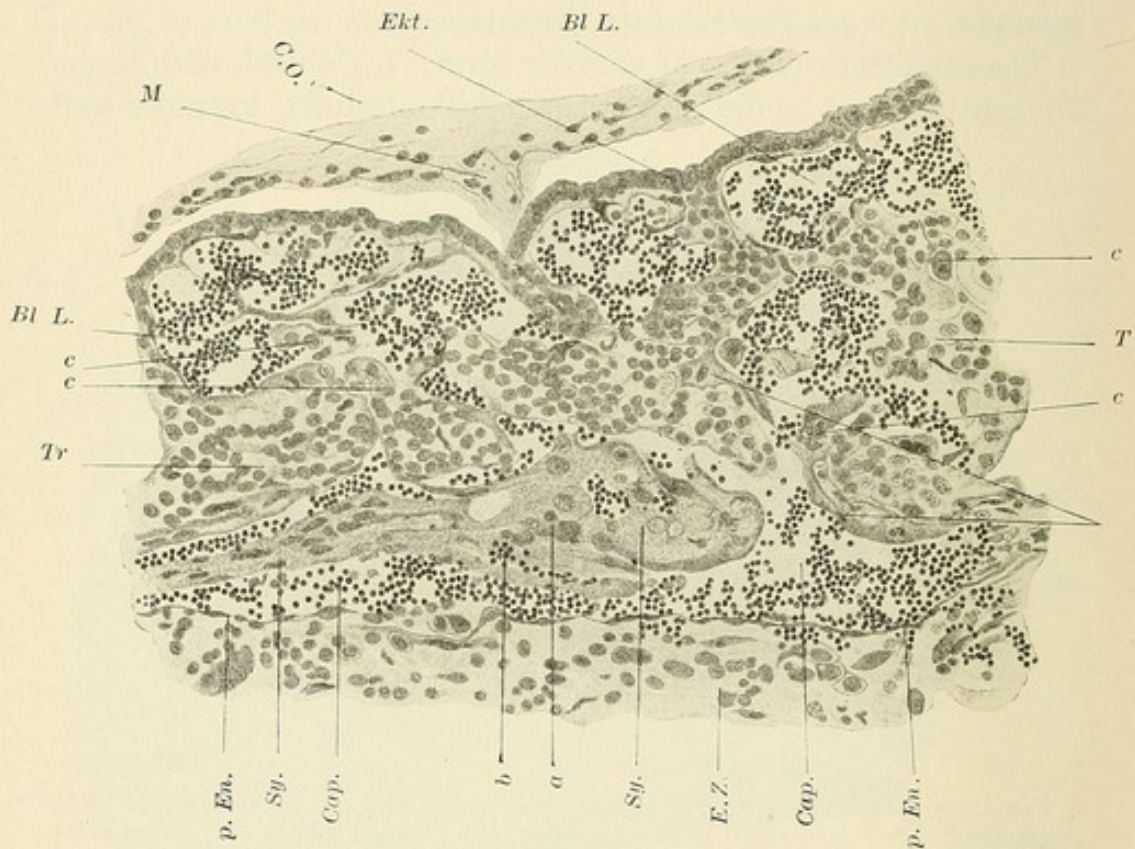 Ekt.
Bl L.
C.O.
M
c
Bl L.
T
c
c
c
Tr
p. En.
Sy.
Cap.
b
a
Sy.
E.Z.
Cap.
p. En.